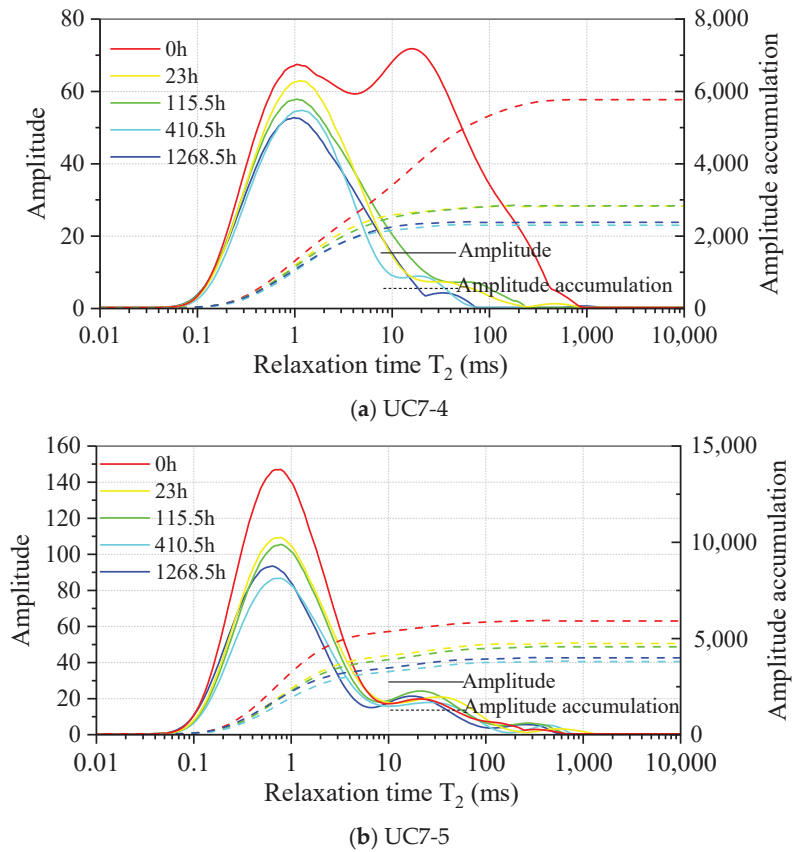 80
8,000
0h
23h
115.5h
410.5h
1268.5h
60
6,000
40
4,000
20
2,000
0
0
Amplitude
Amplitude accumulation
Amplitude
Amplitude accumulation
0.01
0.1
1
10
100
1,000
10,000
Relaxation time T2 (ms)
(a) UC7-4
160
15,000
0h
23h
115.5h
410.5h
1268.5h
140
120
100
10,000
80
60
5,000
40
20
0
0
Amplitude
Amplitude accumulation
Amplitude
Amplitude accumulation
0.01
0.1
1
10
100
1,000
10,000
Relaxation time T2 (ms)
(b) UC7-5